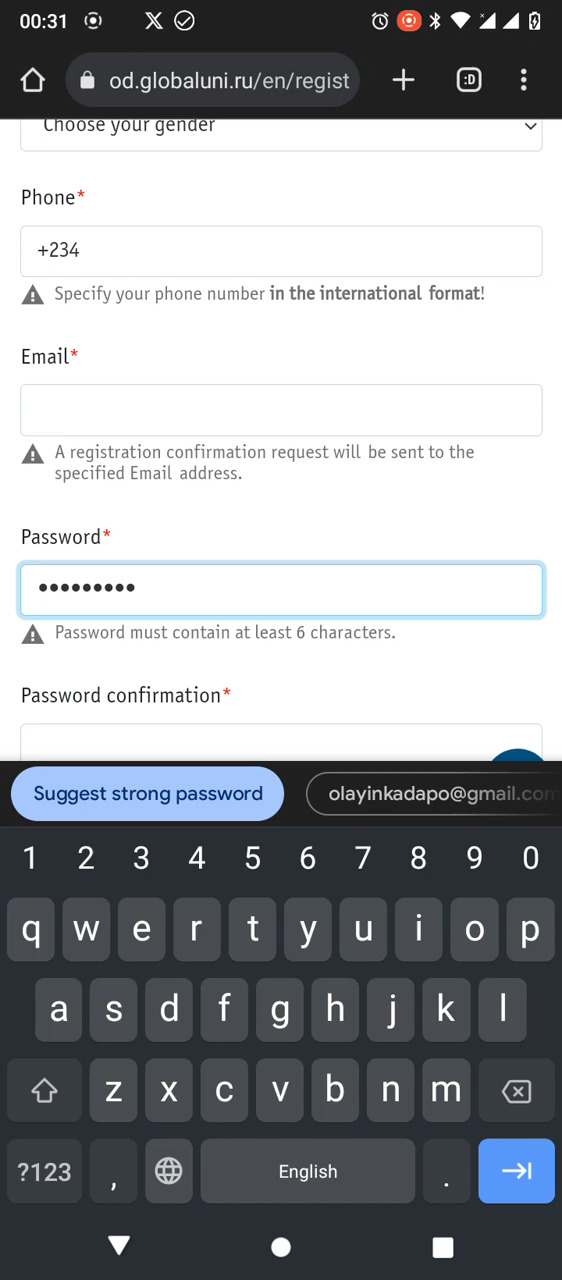 00:31
od.globaluni.ru/en/regist
:D
Choose your gender
Phone*
+234
Specify your phone number in the international format!
Email*
A registration confirmation request will be sent to the
specified Email address.
Password*
•••••••••
Password must contain at least 6 characters.
Password confirmation*
Suggest strong password
olayinkadapo@gmail.com
1 2 3 4 5 6 7 8 9 0
q w e r t y u i o p
a s d f g h j k l
z x c v b n m
?123 , English .